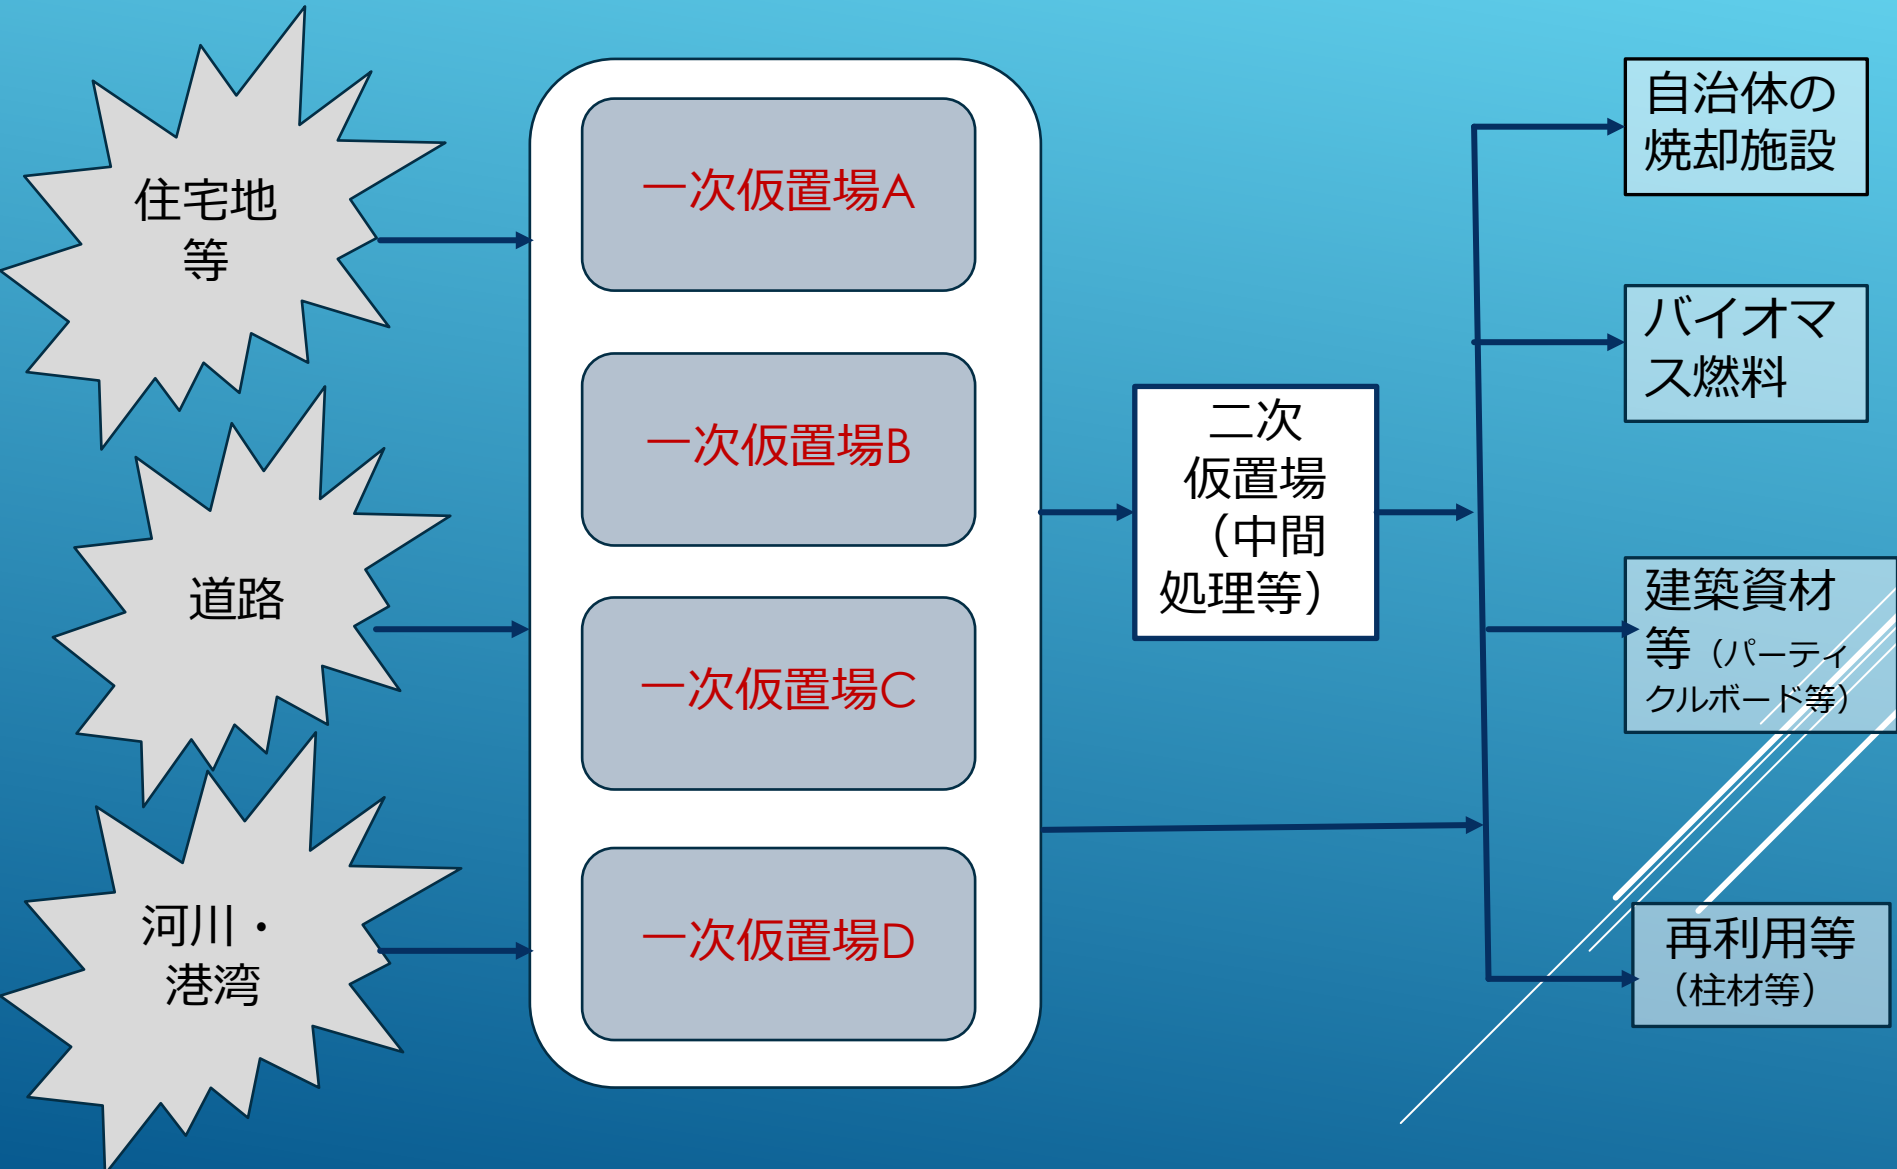 住宅地
等
道路
河川・
港湾
一次仮置場A
一次仮置場B
一次仮置場C
一次仮置場D
二次
仮置場
（中間
処理等）
自治体の
焼却施設
バイオマ
ス燃料
建築資材
等（パーティ
クルボード等）
再利用等
（柱材等）